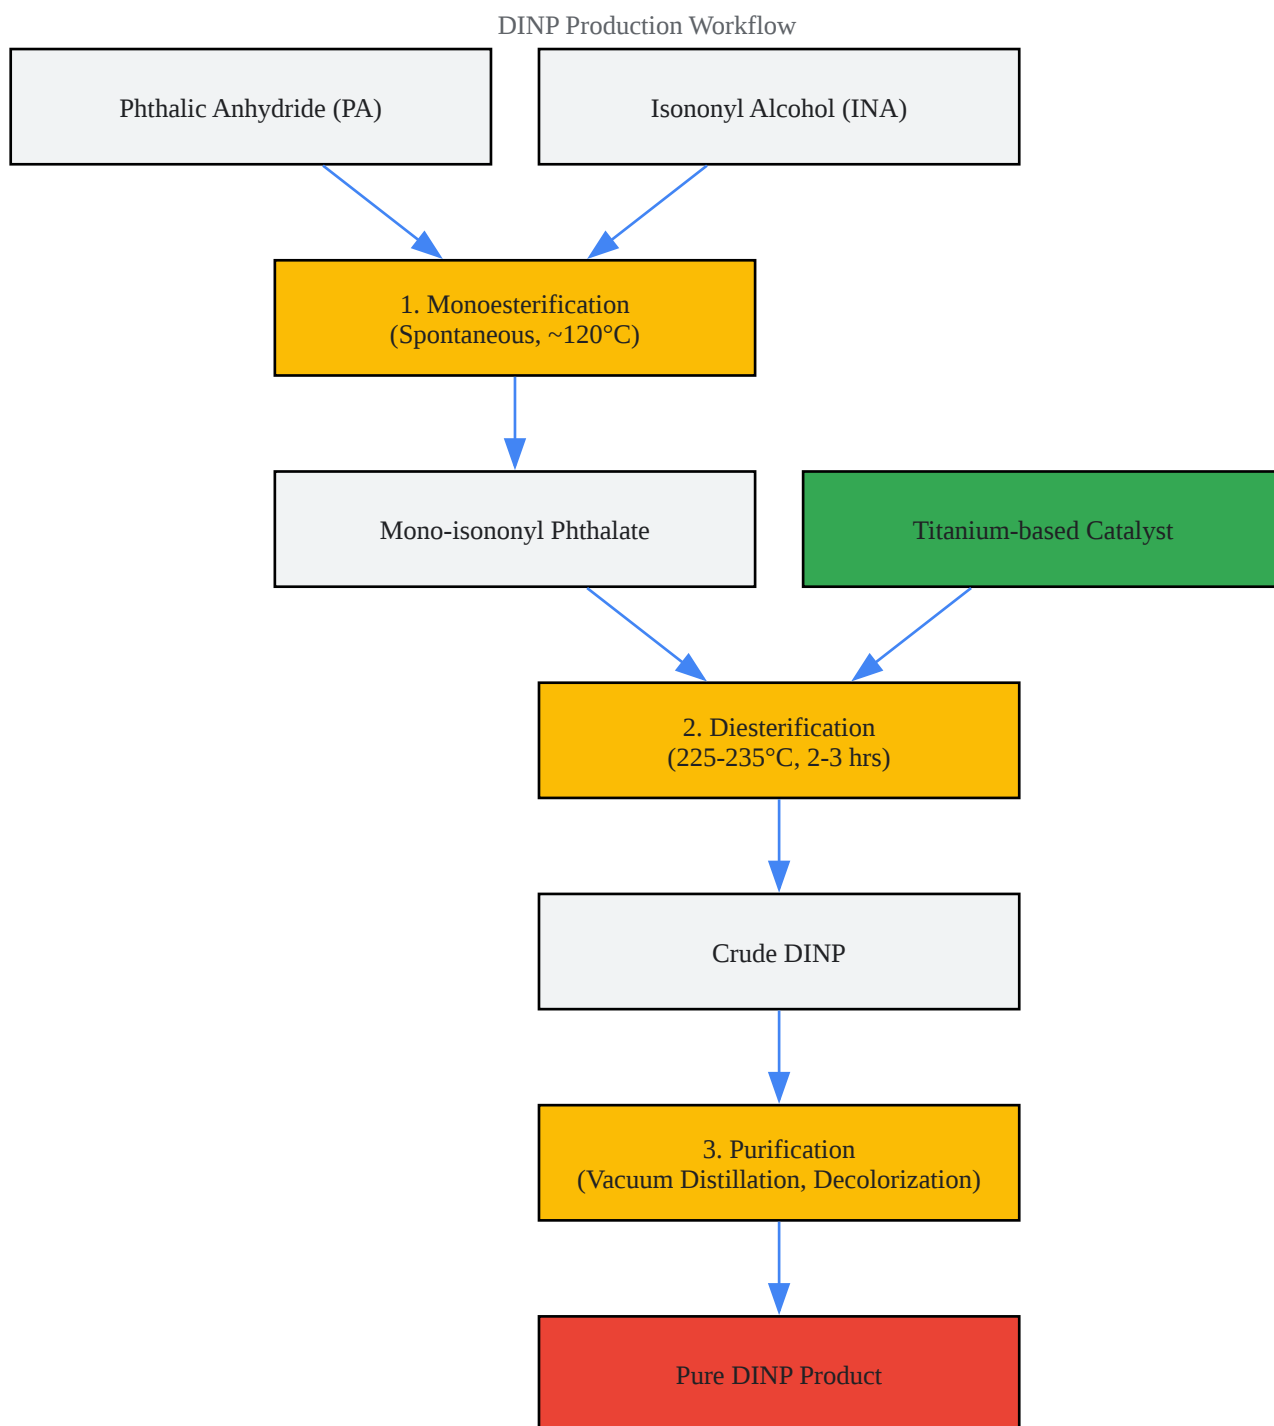 DINP Production Workflow
Phthalic Anhydride (PA)
Isononyl Alcohol (INA)
1. Monoesterification
(Spontaneous, ~120°C)
Mono-isononyl Phthalate
Titanium-based Catalyst
2. Diesterification
(225-235°C, 2-3 hrs)
Crude DINP
3. Purification
(Vacuum Distillation, Decolorization)
Pure DINP Product